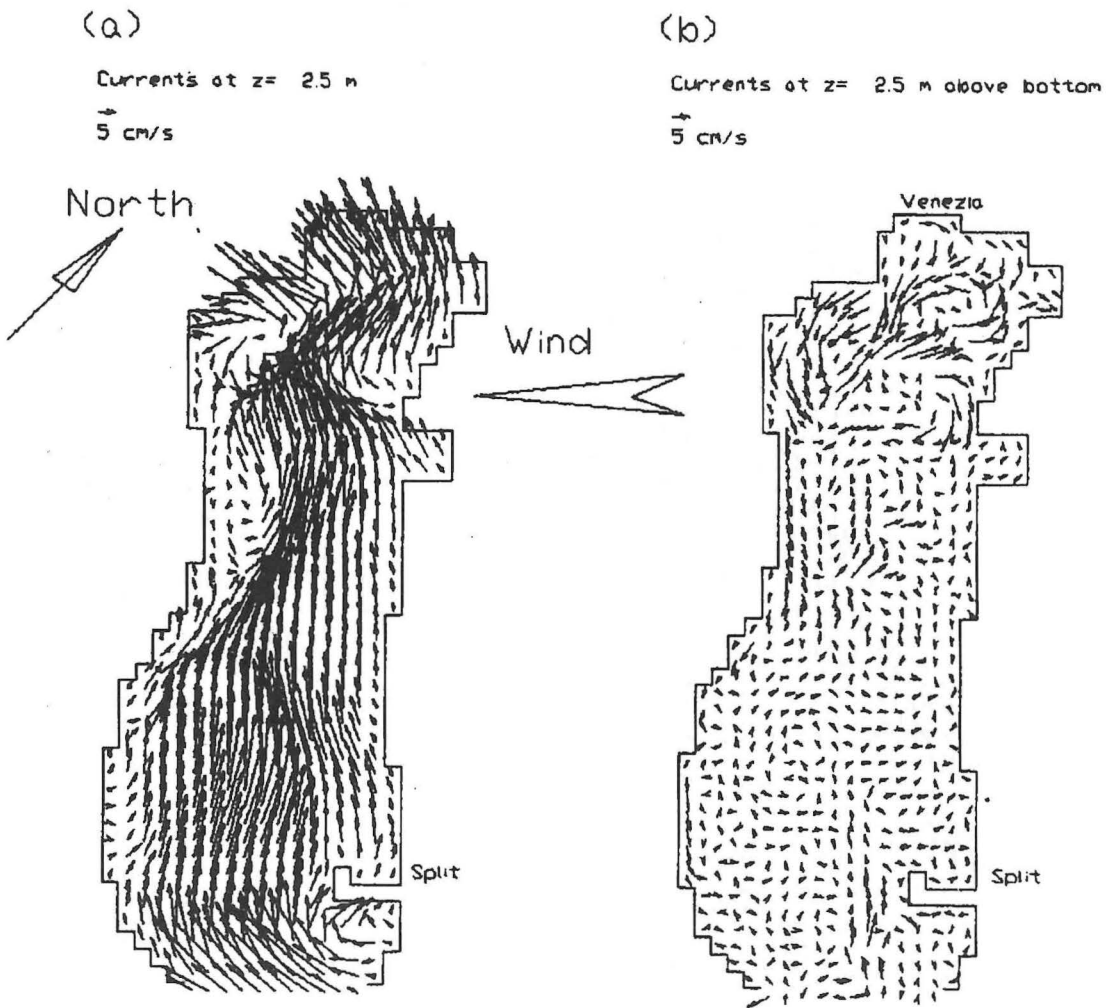 (a)
Currents at z= 2.5 m
5 cm/s
North
(b)
Currents at z= 2.5 m above bottom
5 cm/s
Venezia
Wind
Split
Split